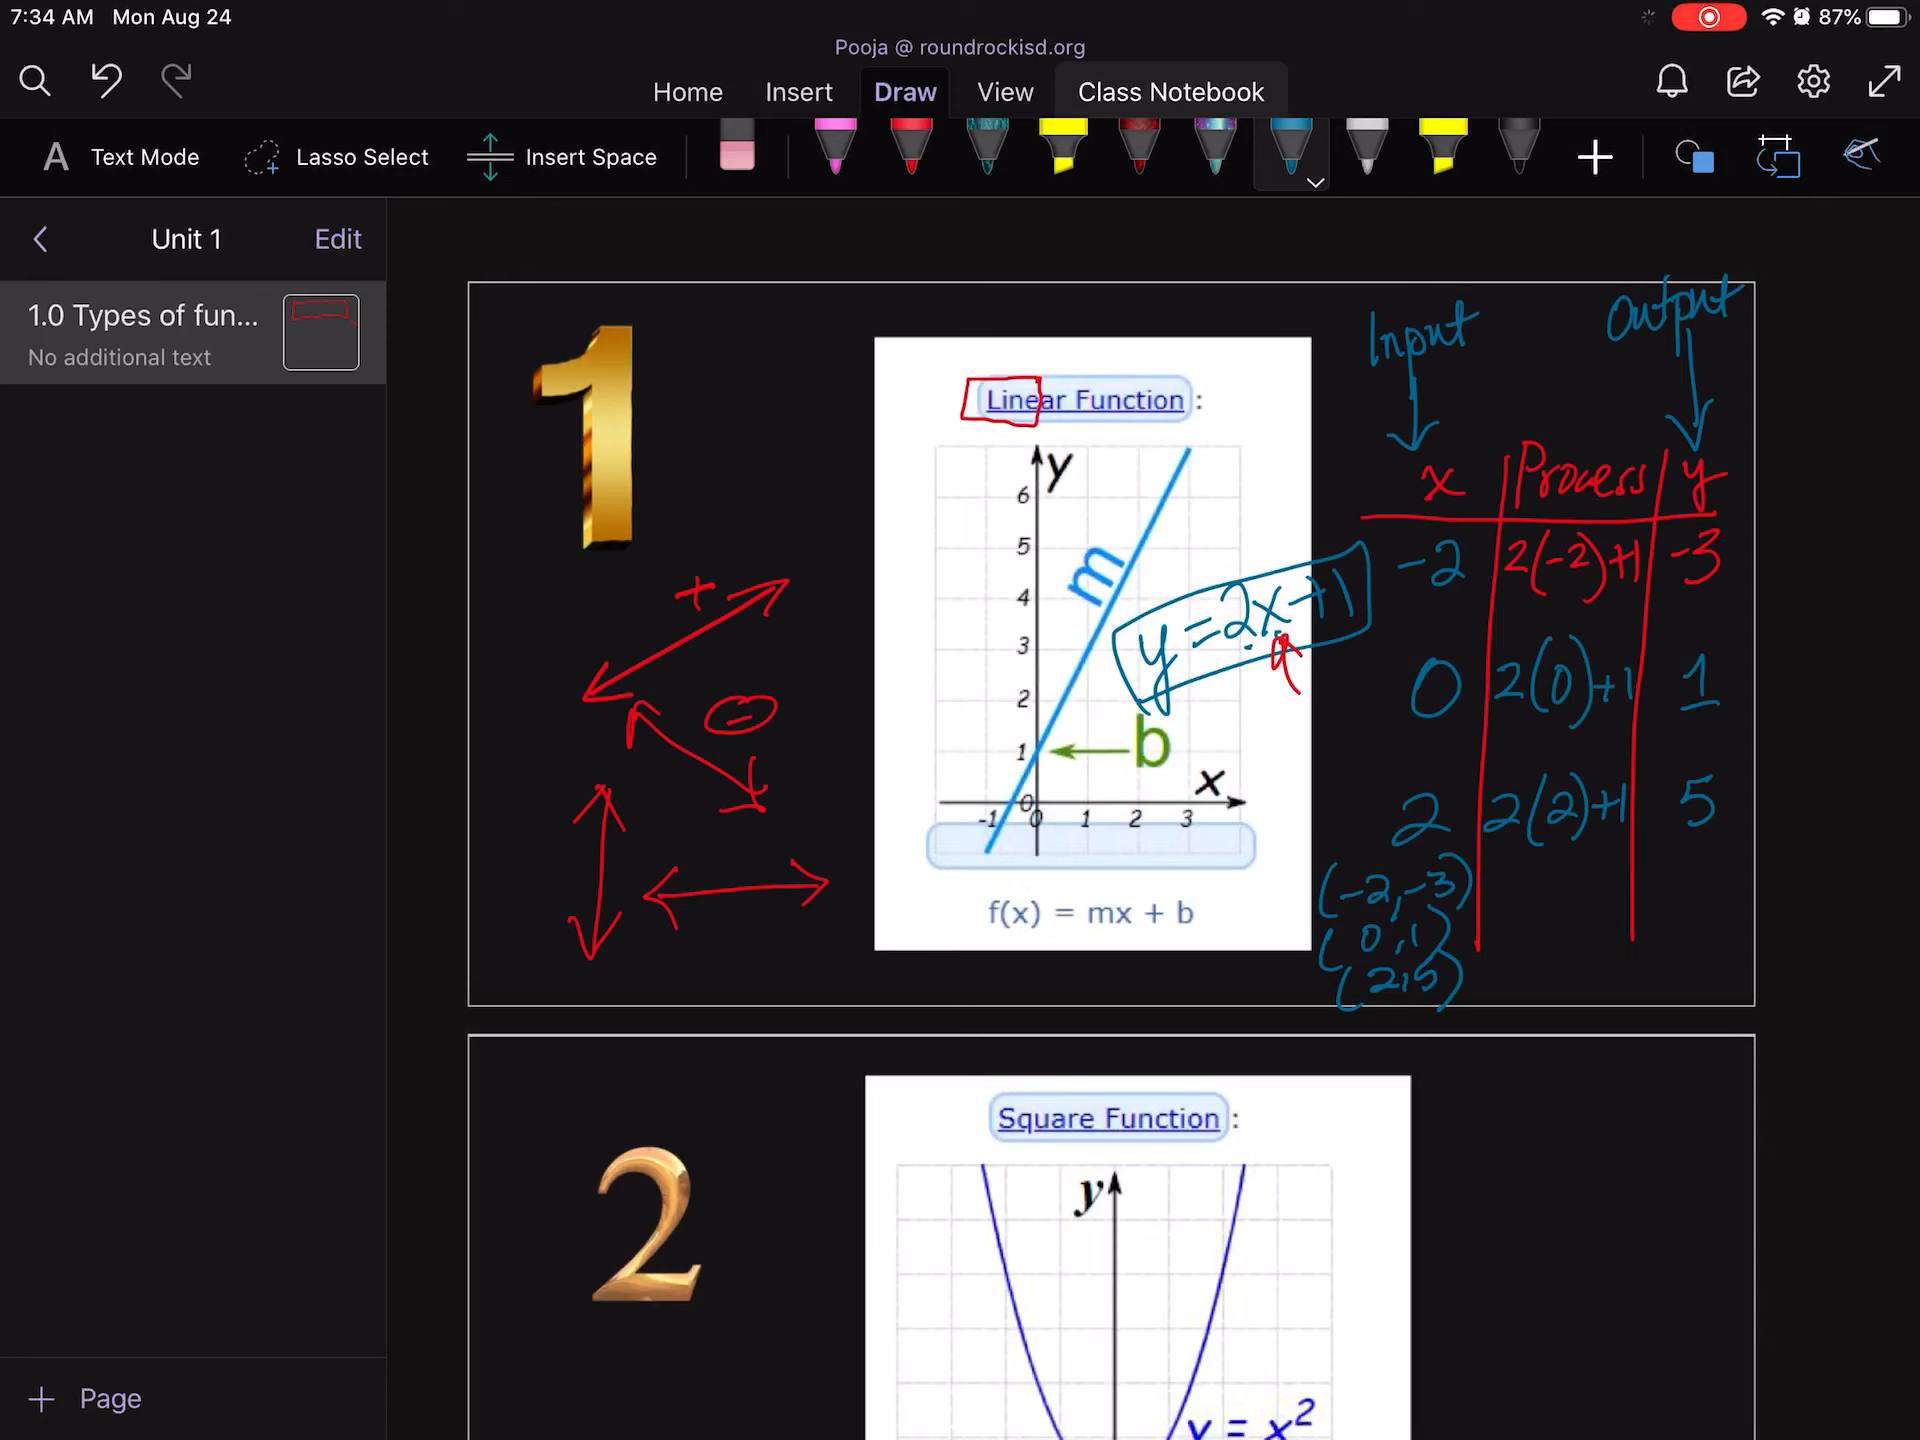 7:34 AM Mon Aug 24
87%
Pooja @ roundrockisd.org
Home Insert Draw View Class Notebook
A Text Mode Lasso Select Insert Space
Unit 1 Edit
1.0 Types of fun...
No additional text
1
Input Output
Linear Function :
x Process y
y
6
5
4
3
2
1
0
m
y = 2x+1
b
x
-1 0 1 2 3
f(x) = mx + b
+
-2 2(-2)+1 -3
0 2(0)+1 1
2 2(2)+1 5
(-2,-3)
(0,1)
(2,5)
2
Square Function :
y
y = x²
+ Page